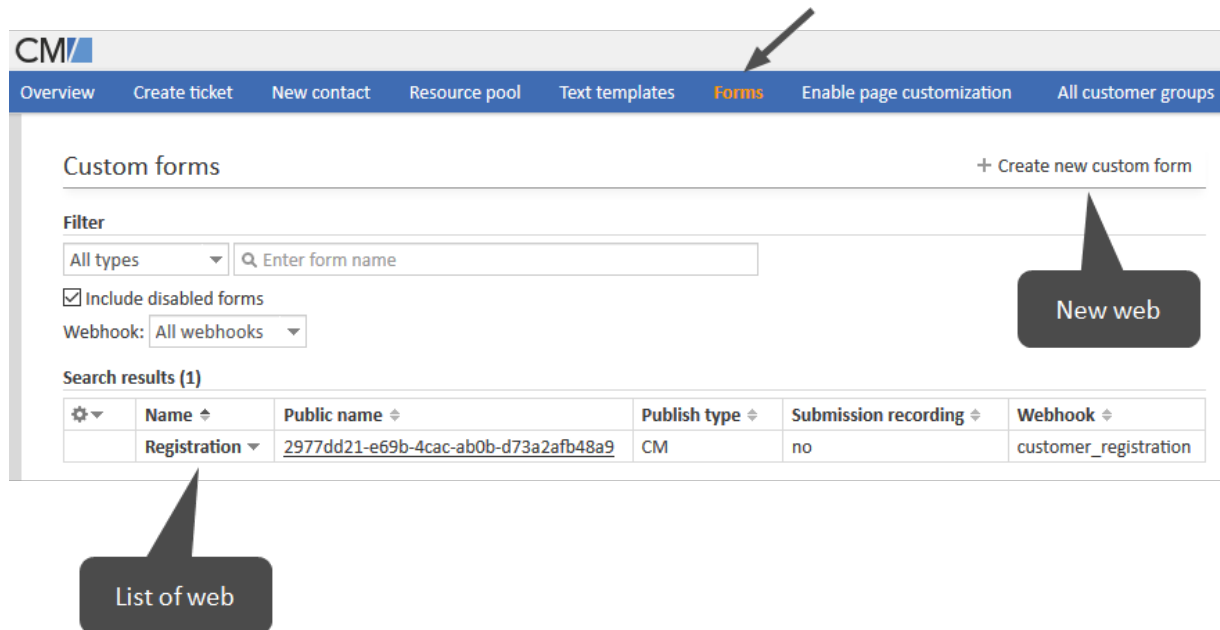 CM/
Overview Create ticket New contact Resource pool Text templates Forms Enable page customization All customer groups
Custom forms + Create new custom form
Filter
All types Enter form name
Include disabled forms
Webhook: All webhooks
New web
Search results (1)
Name Public name Publish type Submission recording Webhook
Registration 2977dd21-e69b-4cac-ab0b-d73a2afb48a9 CM no customer_registration
List of web